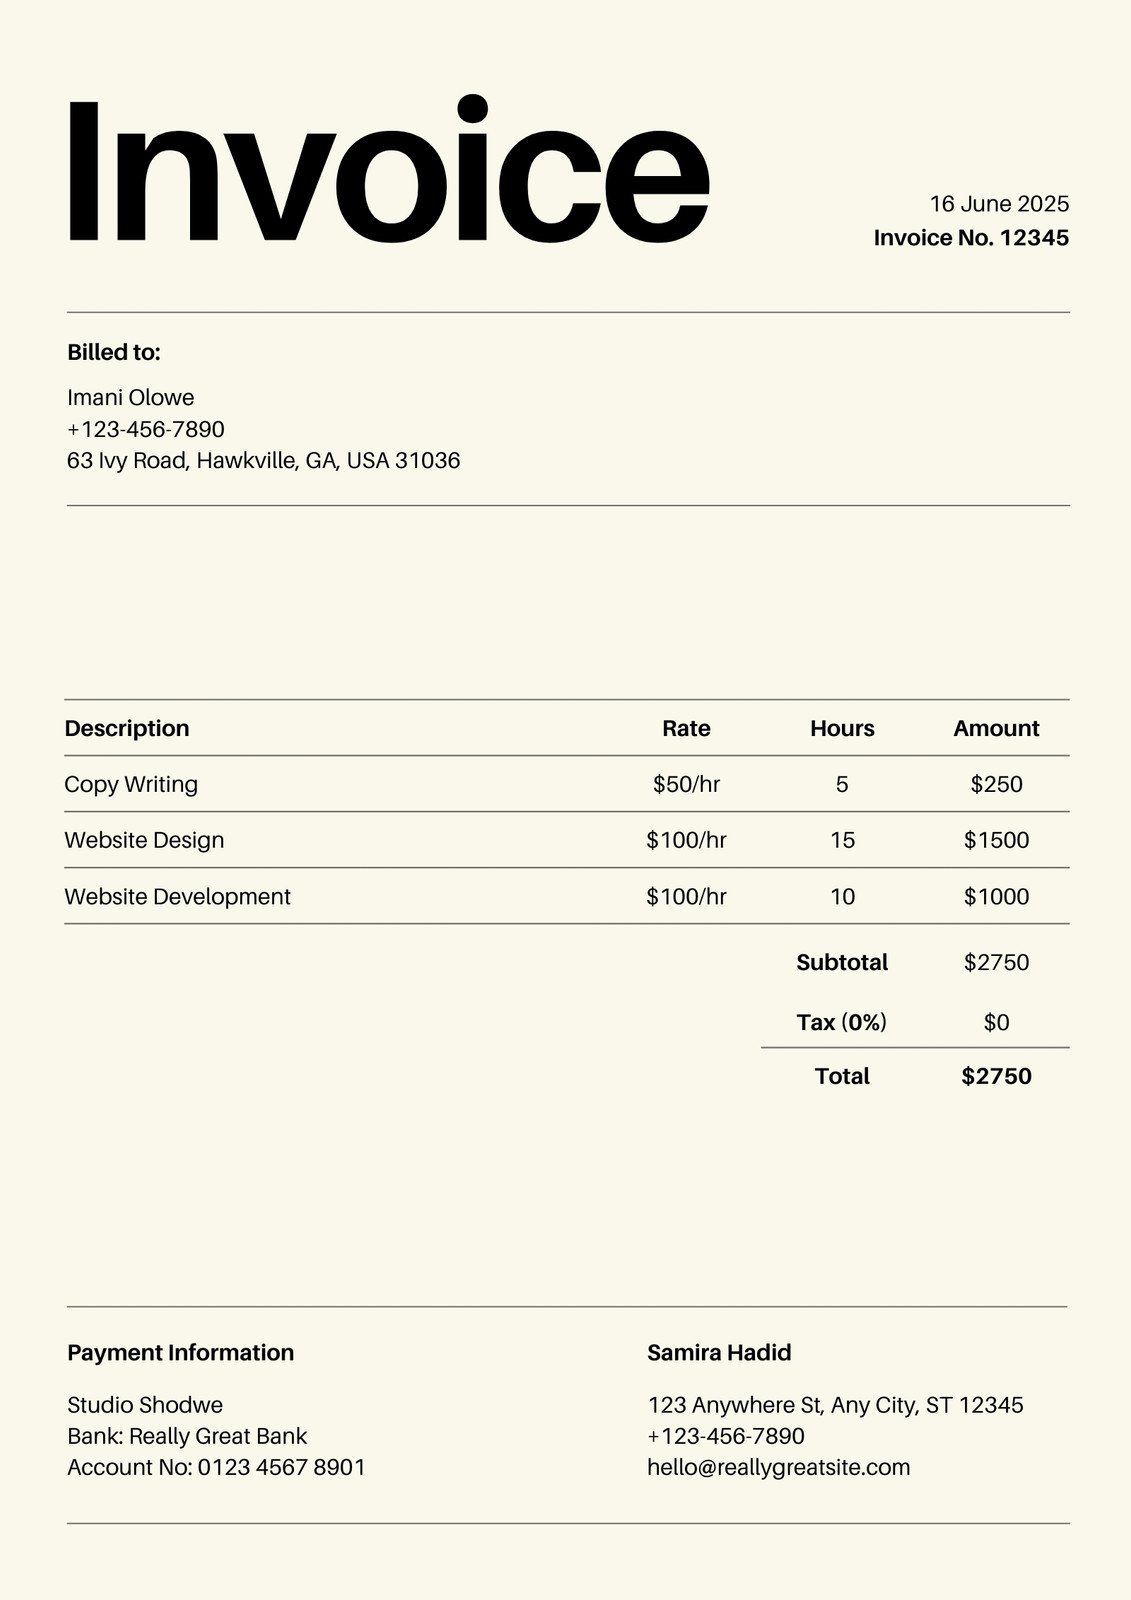 Invoice
16 June 2025
Invoice No. 12345
Billed to:
Imani Olowe
+123-456-7890
63 Ivy Road, Hawkville, GA, USA 31036
Description Rate Hours Amount
Copy Writing $50/hr 5 $250
Website Design $100/hr 15 $1500
Website Development $100/hr 10 $1000
Subtotal $2750
Tax (0%) $0
Total $2750
Payment Information
Studio Shodwe
Bank: Really Great Bank
Account No: 0123 4567 8901
Samira Hadid
123 Anywhere St, Any City, ST 12345
+123-456-7890
hello@reallygreatsite.com